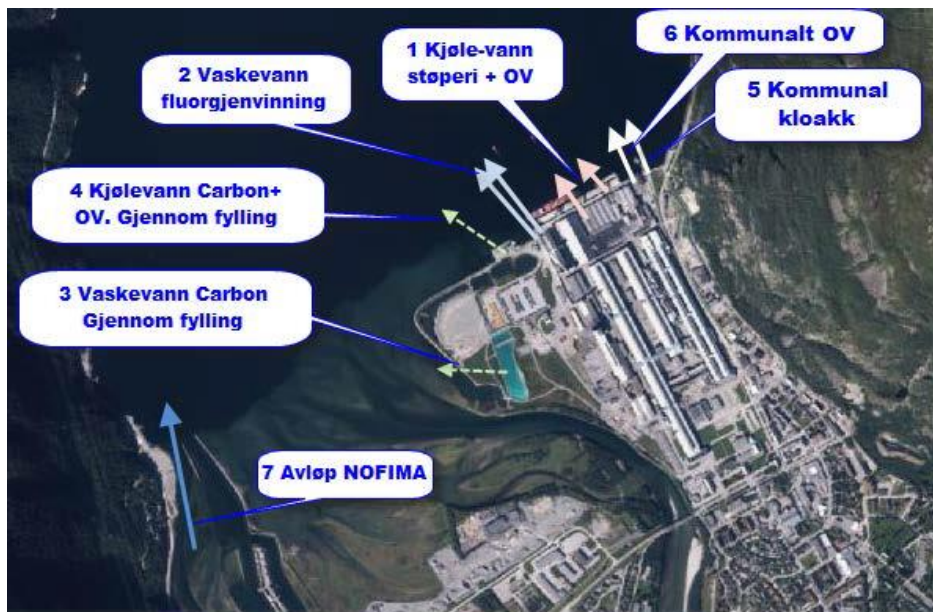 6 Kommunalt OV
1 Kjøle-vann
støperi + OV
2 Vaskevann
fluorgjenvinning
5 Kommunal
kloakk
4 Kjølevann Carbon+
OV. Gjennom fylling
3 Vaskevann Carbon
Gjennom fylling
7 Avløp NOFIMA